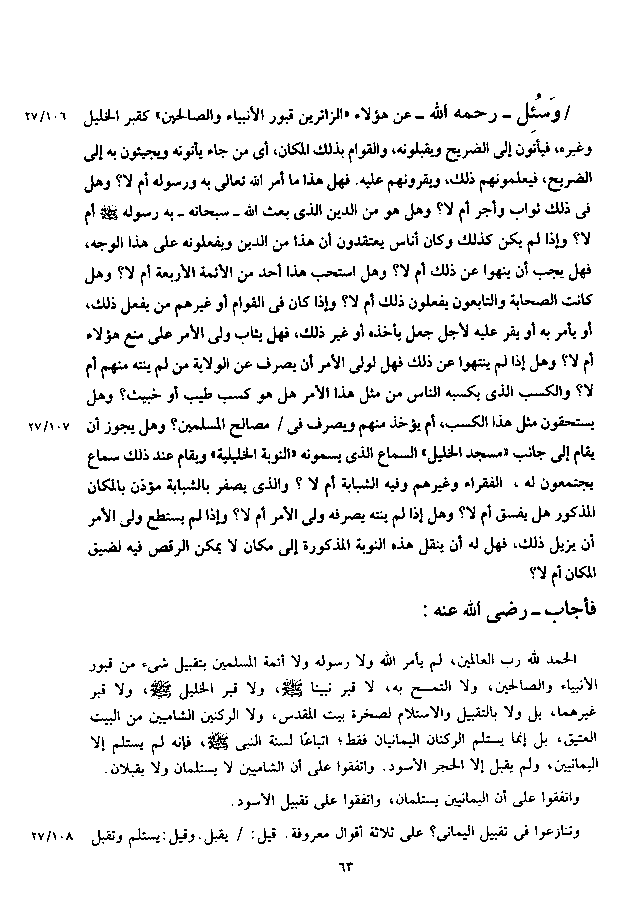 / وَسُئِل ـ رحمه الله ـ عن هؤلاء «الزائرين قبور الأنبياء والصالحين» كقبر الخليل ٢٧/١٠٦
وغيره، فيأتون إلى الضريح ويقبلونه، والقوام بذلك المكان، أى من جاء يأتونه ويجيئون به إلى
الضريح، فيعلمونهم ذلك، ويقرونهم عليه. فهل هذا ما أمر الله تعالى به ورسوله أم لا؟ وهل
فى ذلك ثواب وأجر أم لا؟ وهل هو من الدين الذى بعث الله ـ سبحانه ـ به رسوله ﷺ أم
لا؟ وإذا لم يكن كذلك وكان أناس يعتقدون أن هذا من الدين ويفعلونه على هذا الوجه،
فهل يجب أن ينهوا عن ذلك أم لا؟ وهل استحب هذا أحد من الأئمة الأربعة أم لا؟ وهل
كانت الصحابة والتابعون يفعلون ذلك أم لا؟ وإذا كان فى القوام أو غيرهم من يفعل ذلك،
أو يأمر به أو يقر عليه لأجل جعل يأخذه أو غير ذلك، فهل يثاب ولى الأمر على منع هؤلاء
أم لا؟ وهل إذا لم ينتهوا عن ذلك فهل لولى الأمر أن يصرف عن الولاية من لم ينته منهم أم
لا؟ والكسب الذى يكسبه الناس من مثل هذا الأمر هل هو كسب طيب أو خبيث؟ وهل
يستحقون مثل هذا الكسب، أم يؤخذ منهم ويصرف فى / مصالح المسلمين؟ وهل يجوز أن ٢٧/١٠٧
يقام إلى جانب «مسجد الخليل» السماع الذى يسمونه «النوبة الخليلية» ويقام عند ذلك سماع
يجتمعون له ، الفقراء وغيرهم وفيه الشبابة أم لا ؟ والذى يصفر بالشبابة مؤذن بالمكان
المذكور هل يفسق أم لا؟ وهل إذا لم ينته يصرفه ولى الأمر أم لا؟ وإذا لم يستطع ولى الأمر
أن يزيل ذلك، فهل له أن ينقل هذه النوبة المذكورة إلى مكان لا يمكن الرقص فيه لضيق
المكان أم لا؟
فأجاب ـ رضى الله عنه :
الحمد لله رب العالمين، لم يأمر الله ولا رسوله ولا أئمة المسلمين بتقبيل شىء من قبور
الأنبياء والصالحين، ولا التمسح به، لا قبر نبينا ﷺ، ولا قبر الخليل ﷺ، ولا قبر
غيرهما، بل ولا بالتقبيل والاستلام لصخرة بيت المقدس، ولا الركنين الشاميين من البيت
العتيق، بل إنما يستلم الركنان اليمانيان فقط؛ اتباعًا لسنة النبى ﷺ، فإنه لم يستلم إلا
اليمانيين، ولم يقبل إلا الحجر الأسود. واتفقوا على أن الشاميين لا يستلمان ولا يقبلان.
واتفقوا على أن اليمانيين يستلمان، واتفقوا على تقبيل الأسود.
وتنازعوا فى تقبيل اليمانى؟ على ثلاثة أقوال معروفة. قيل: / يقبل. وقيل: يستلم وتقبل ٢٧/١٠٨
٦٣